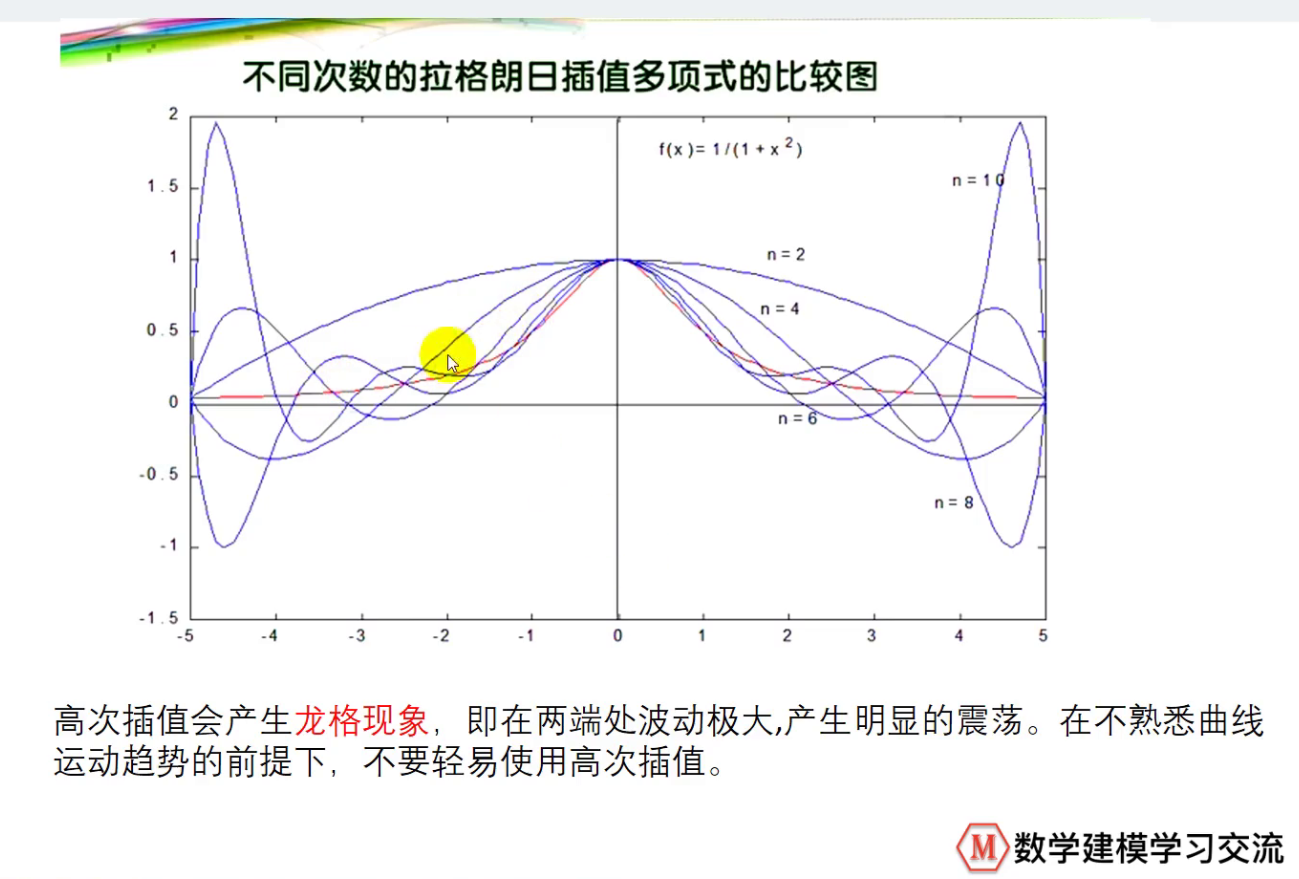 不同次数的拉格朗日插值多项式的比较图
2
f(x)= 1/(1 + x 2)
1.5
n = 10
1
n = 2
n = 4
0.5
0
n = 6
-0.5
n = 8
-1
-1.5
-5 -4 -3 -2 -1 0 1 2 3 4 5
高次插值会产生龙格现象，即在两端处波动极大,产生明显的震荡。在不熟悉曲线
运动趋势的前提下，不要轻易使用高次插值。
M 数学建模学习交流